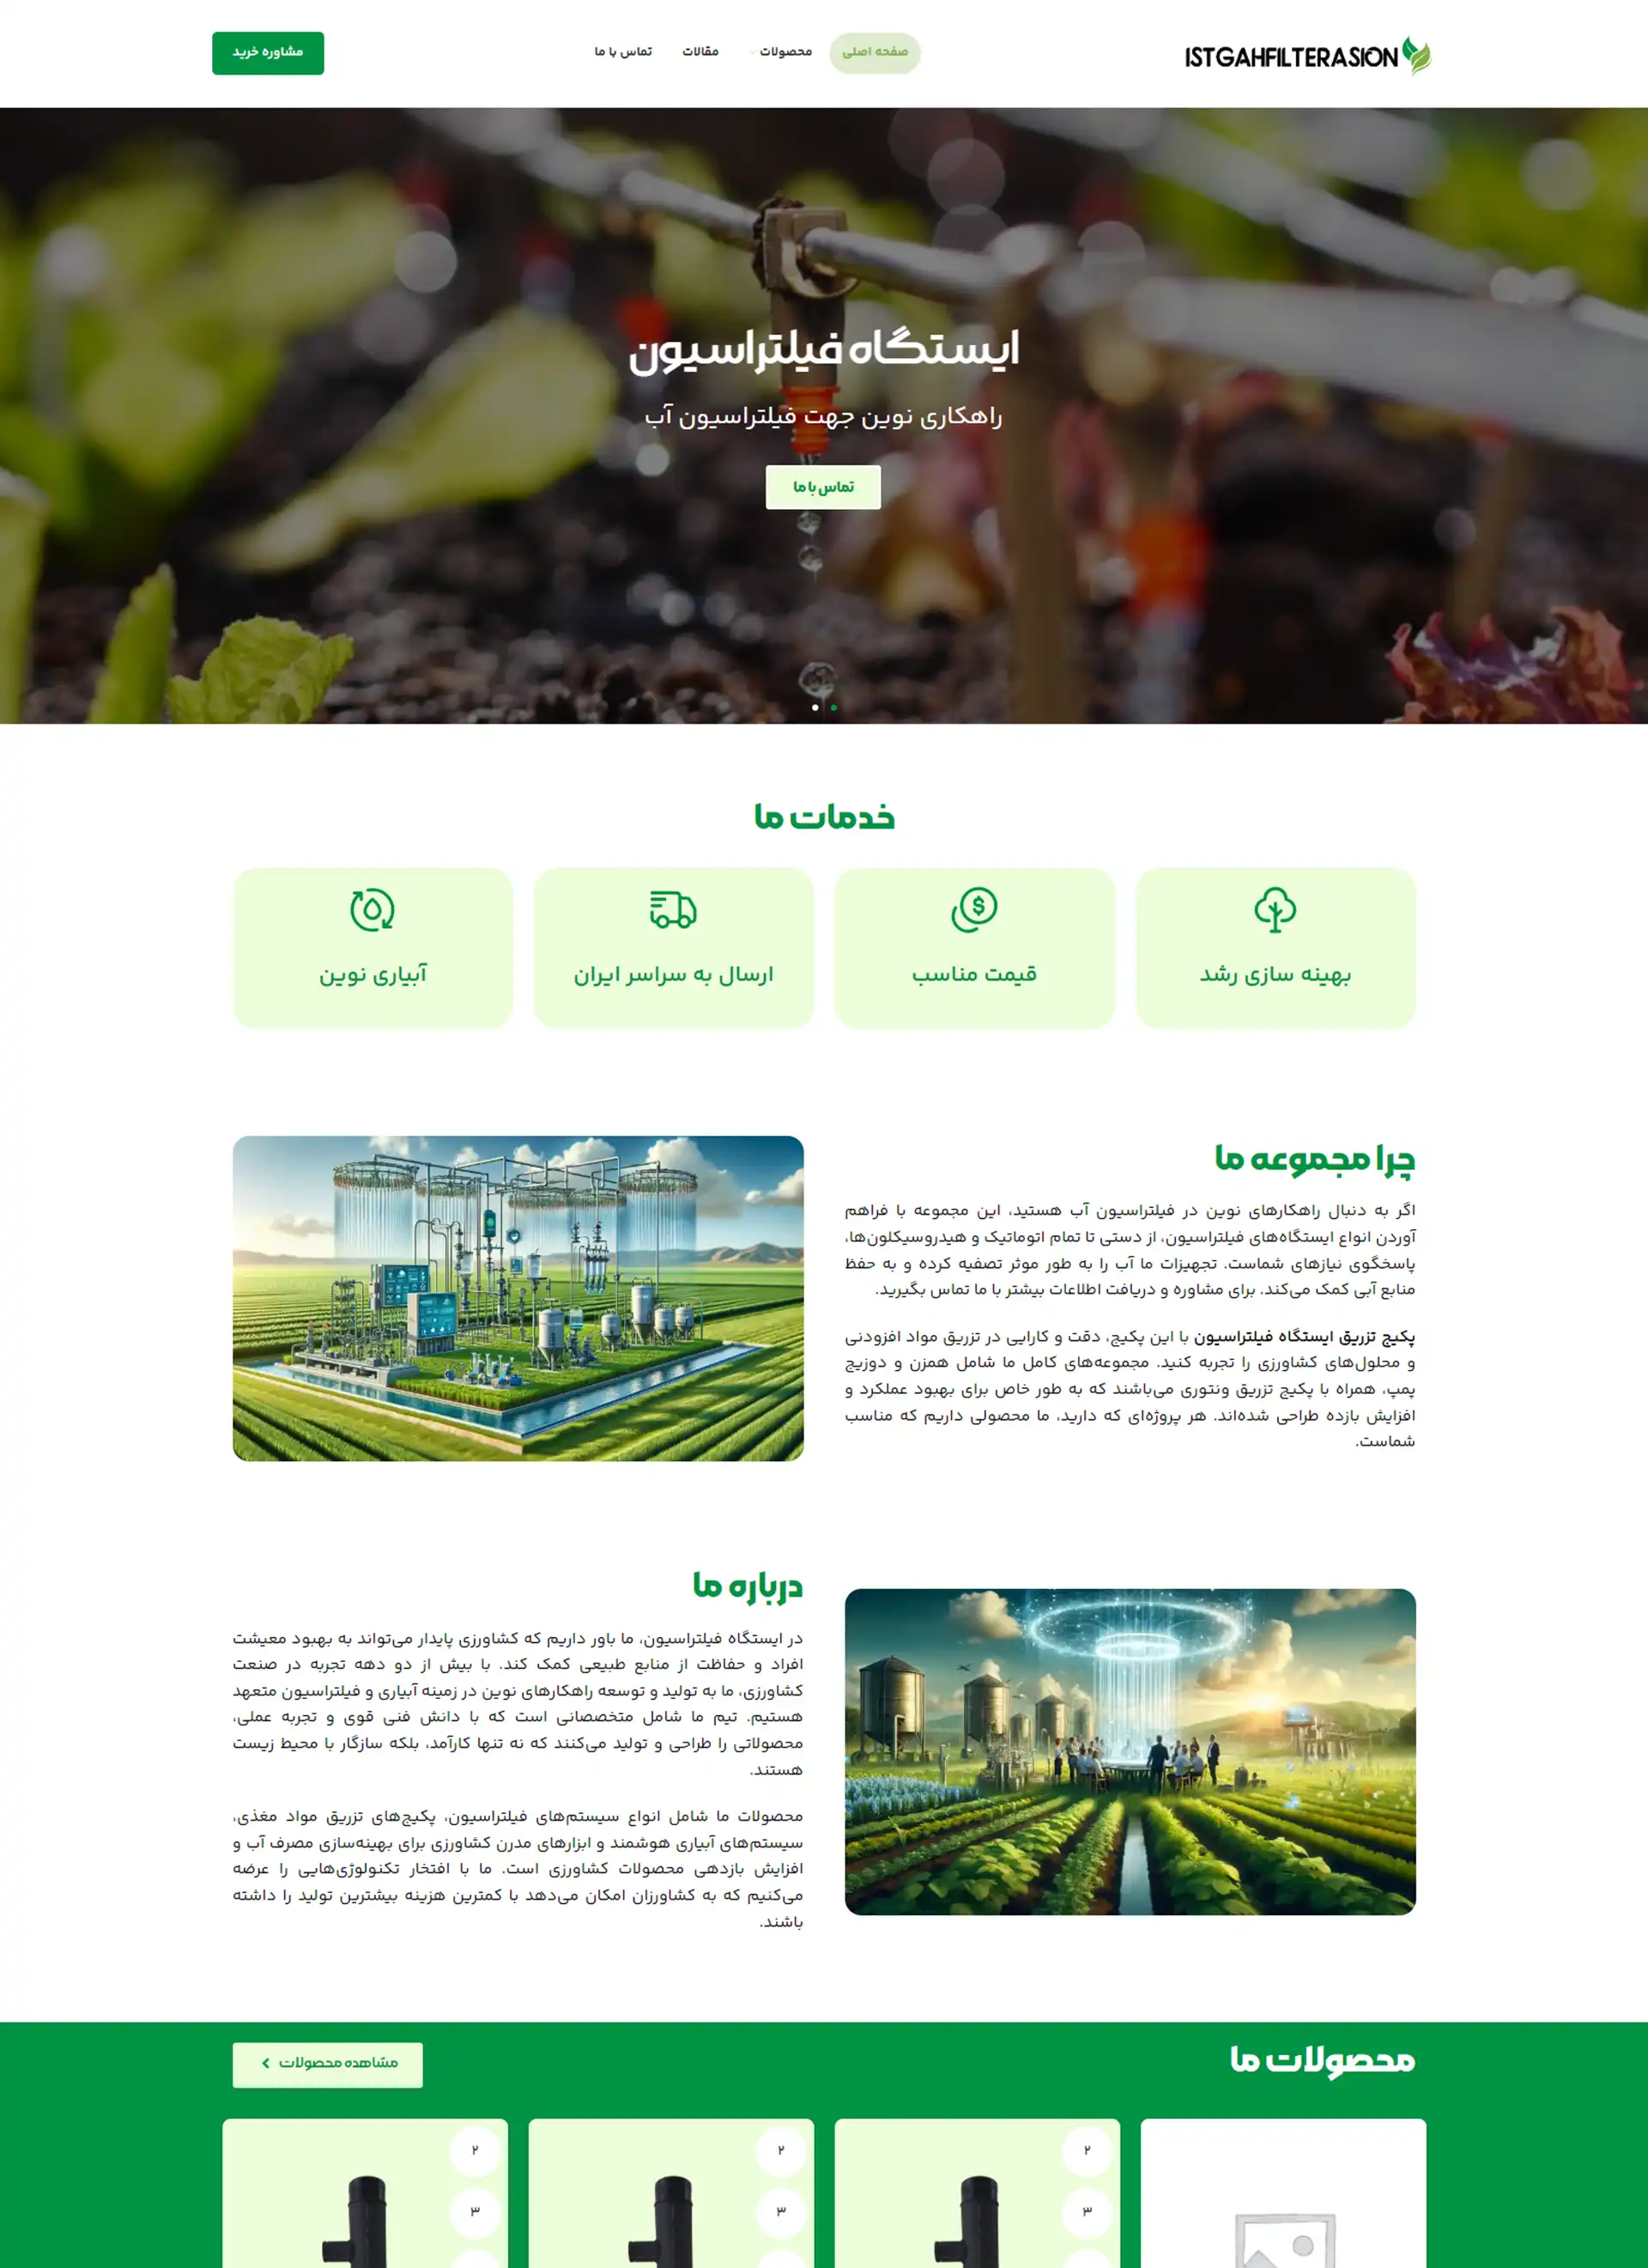 ISTGAHFILTERASION
صفحه اصلی
محصولات
مقالات
تماس با ما
مشاوره خرید
ایستگاه فیلتراسیون
راهکاری نوین جهت فیلتراسیون آب
تماس با ما
خدمات ما
بهینه سازی رشد
قیمت مناسب
ارسال به سراسر ایران
آبیاری نوین
چرا مجموعه ما
اگر به دنبال راهکارهای نوین در فیلتراسیون آب هستید، این مجموعه با فراهم
آوردن انواع ایستگاه‌های فیلتراسیون، از دستی تا تمام اتوماتیک و هیدروسیکلون‌ها،
پاسخگوی نیازهای شماست. تجهیزات ما آب را به طور موثر تصفیه کرده و به حفظ
منابع آبی کمک می‌کند. برای مشاوره و دریافت اطلاعات بیشتر با ما تماس بگیرید.
پکیج تزریق ایستگاه فیلتراسیون با این پکیج، دقت و کارایی در تزریق مواد افزودنی
و محلول‌های کشاورزی را تجربه کنید. مجموعه‌های کامل ما شامل همزن و دوزیج
پمپ، همراه با پکیج تزریق ونتوری می‌باشند که به طور خاص برای بهبود عملکرد و
افزایش بازده طراحی شده‌اند. هر پروژه‌ای که دارید، ما محصولی داریم که مناسب
شماست.
درباره ما
در ایستگاه فیلتراسیون، ما باور داریم که کشاورزی پایدار می‌تواند به بهبود معیشت
افراد و حفاظت از منابع طبیعی کمک کند. با بیش از دو دهه تجربه در صنعت
کشاورزی، ما به تولید و توسعه راهکارهای نوین در زمینه آبیاری و فیلتراسیون متعهد
هستیم. تیم ما شامل متخصصانی است که با دانش فنی قوی و تجربه عملی،
محصولاتی را طراحی و تولید می‌کنند که نه تنها کارآمد، بلکه سازگار با محیط زیست
هستند.
محصولات ما شامل انواع سیستم‌های فیلتراسیون، پکیج‌های تزریق مواد مغذی،
سیستم‌های آبیاری هوشمند و ابزارهای مدرن کشاورزی برای بهینه‌سازی مصرف آب و
افزایش بازدهی محصولات کشاورزی است. ما با افتخار تکنولوژی‌هایی را عرضه
می‌کنیم که به کشاورزان امکان می‌دهد با کمترین هزینه بیشترین تولید را داشته
باشند.
محصولات ما
مشاهده محصولات
۲
۳
۲
۳
۲
۳